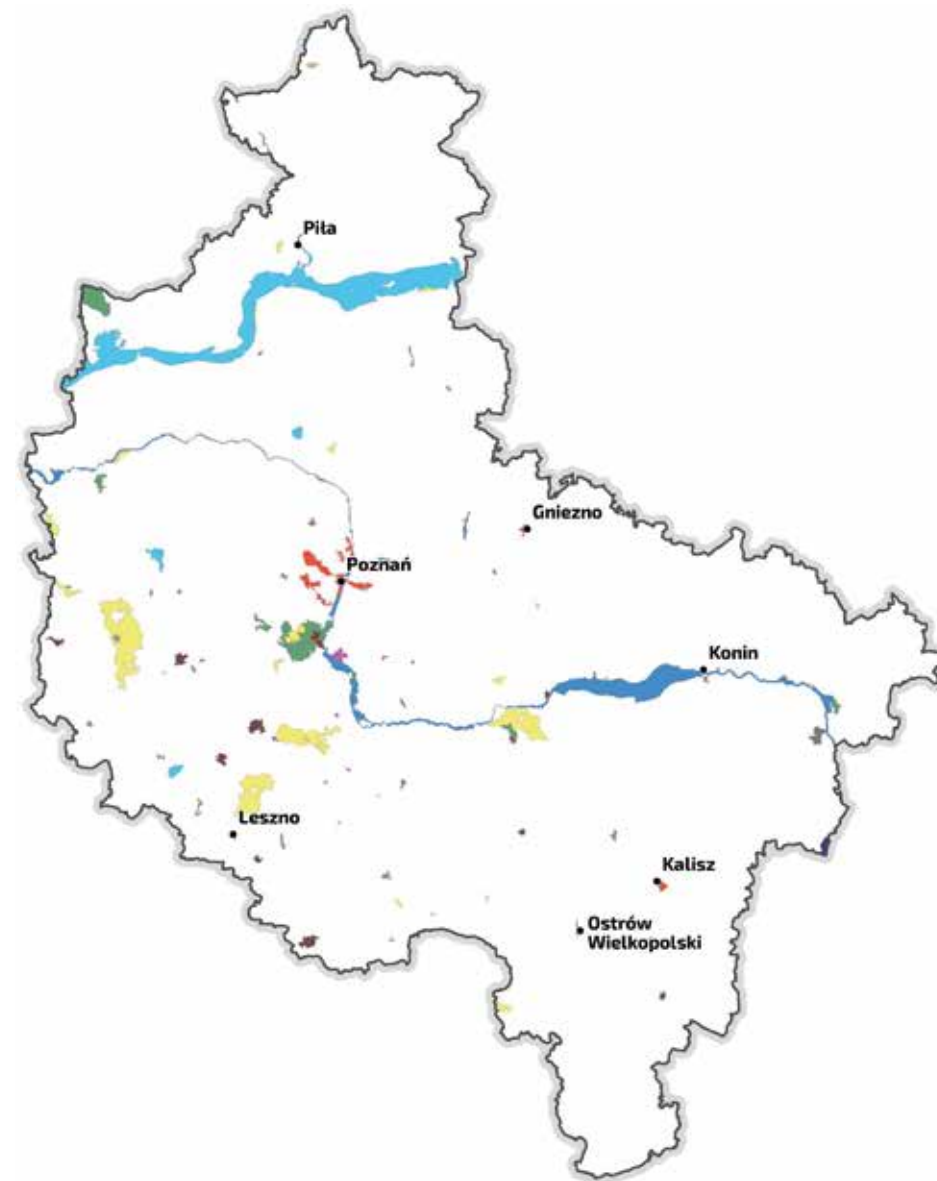 Piła
Gniezno
Poznań
Konin
Leszno
Kalisz
Ostrów
Wielkopolski